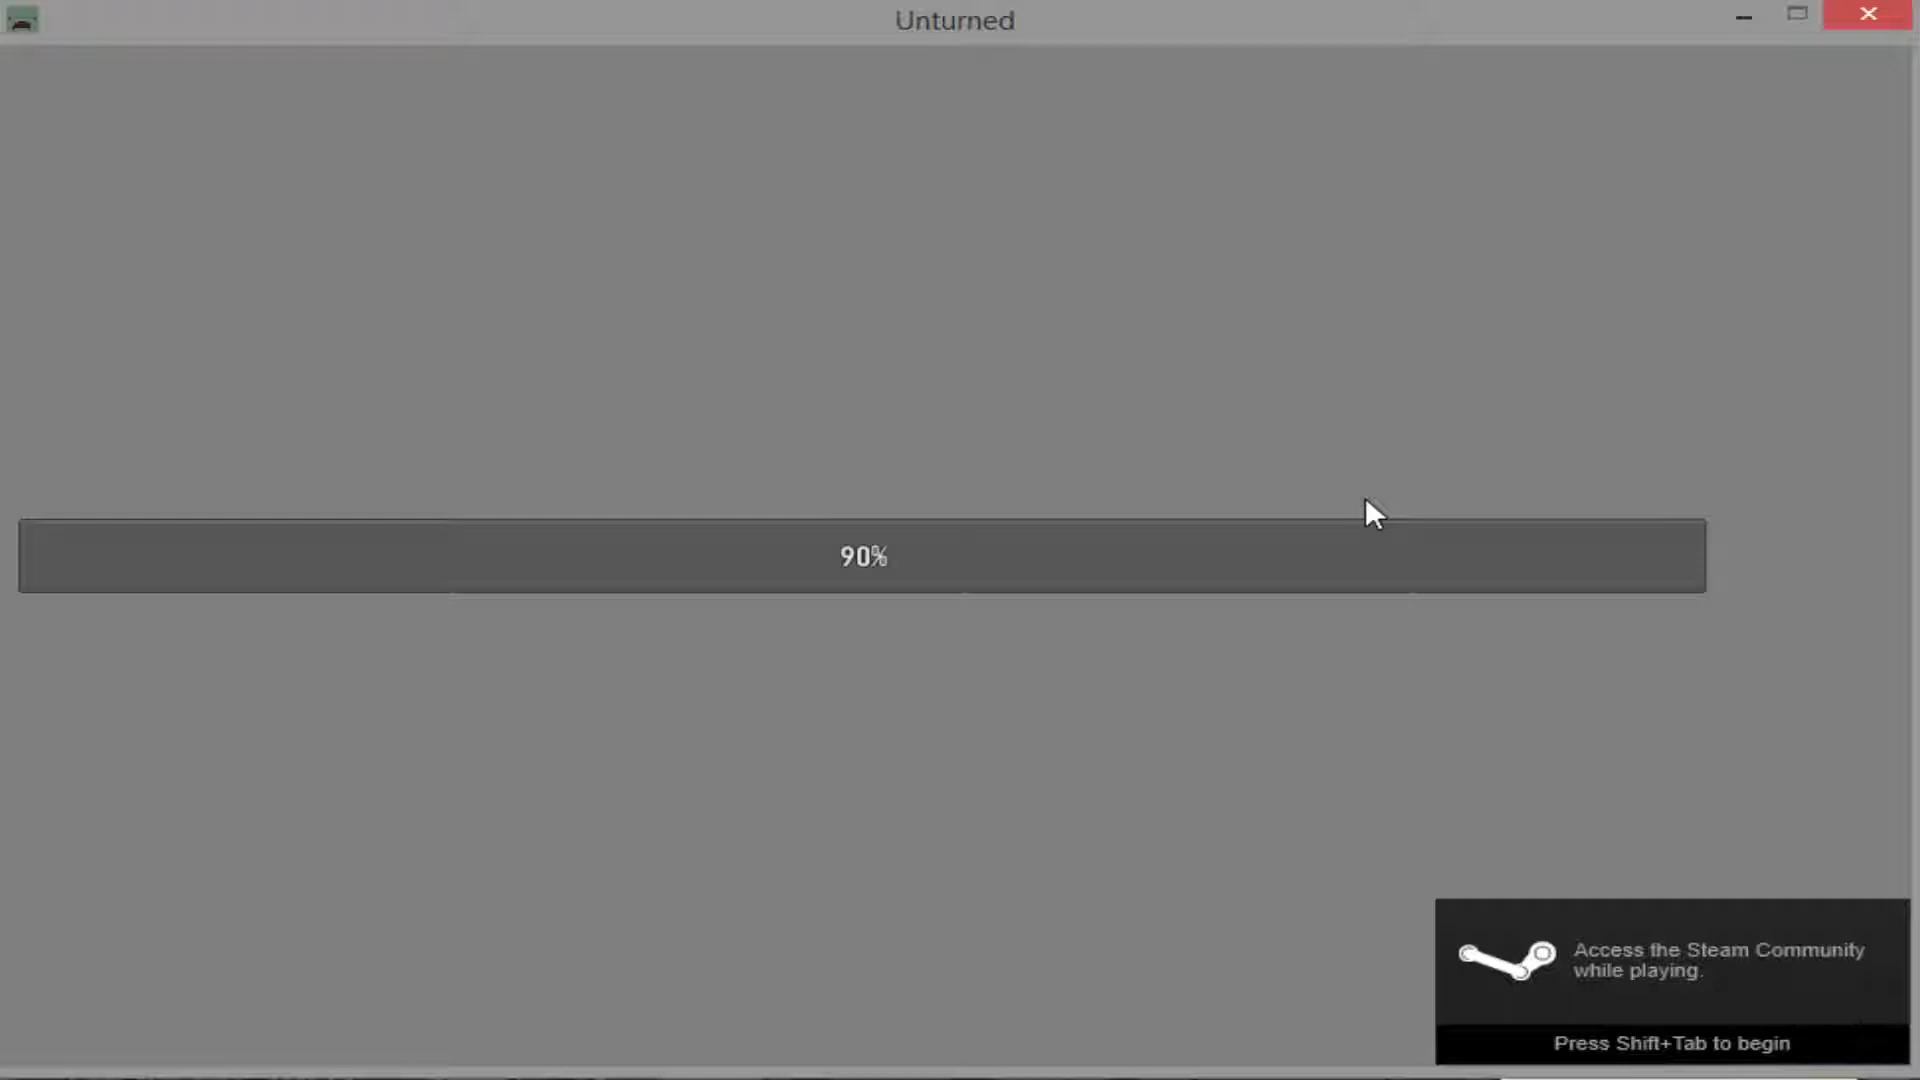 Unturned
90%
Access the Steam Community
while playing.
Press Shift+Tab to begin